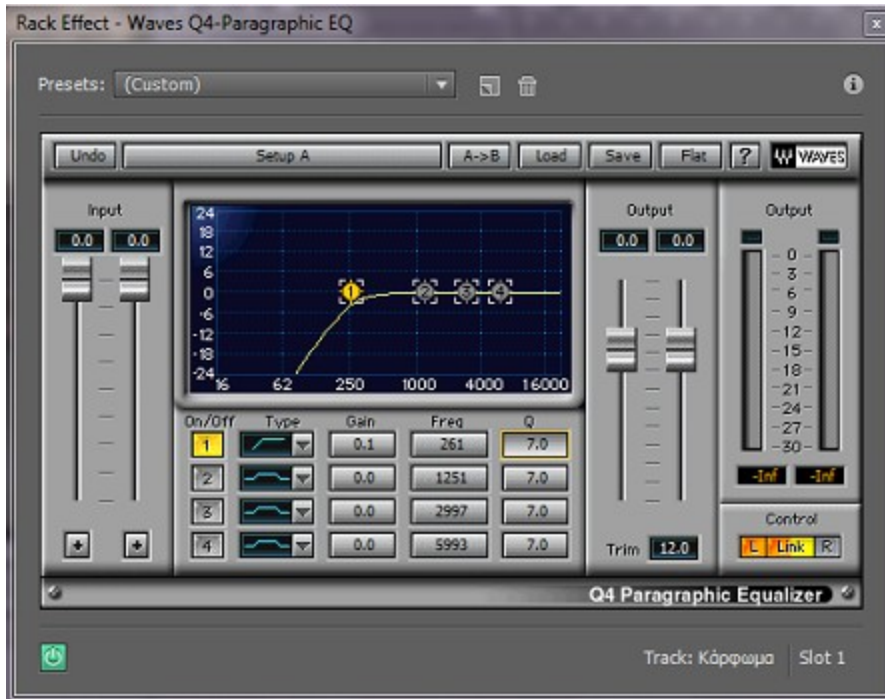 Rack Effect - Waves Q4-Paragraphic EQ x
Presets: (Custom)
Undo Setup A A->B Load Save Flat ? WAVES
Input
0.0 0.0
24
18
12
6
0
-6
-12
-18
-24
16 62 250 1000 4000 16000
1 2 3 4
On/Off Type Gain Freq Q
1 0.1 261 7.0
2 0.0 1251 7.0
3 0.0 2997 7.0
4 0.0 5993 7.0
Output
0.0 0.0
Trim 12.0
Output
0
3
6
9
12
15
18
21
24
27
30
-Inf -Inf
Control
L Link R
Q4 Paragraphic Equalizer
Track: Κάρφωμα Slot 1